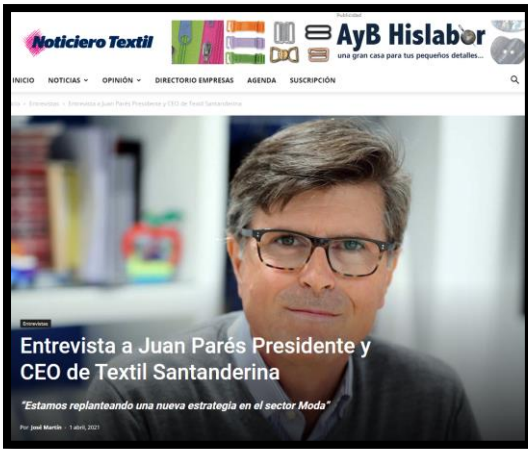 Publicidad
Noticiero Textil
AyB Hislabor
una gran casa para tus pequeños detalles...
INICIO NOTICIAS OPINIÓN DIRECTORIO EMPRESAS AGENDA SUSCRIPCIÓN
Entrevistas Entrevista a Juan Parés Presidente y CEO de Textil Santanderina
Entrevistas
Entrevista a Juan Parés Presidente y
CEO de Textil Santanderina
"Estamos replanteando una nueva estrategia en el sector Moda"
Por José Martín - 1 abril, 2021